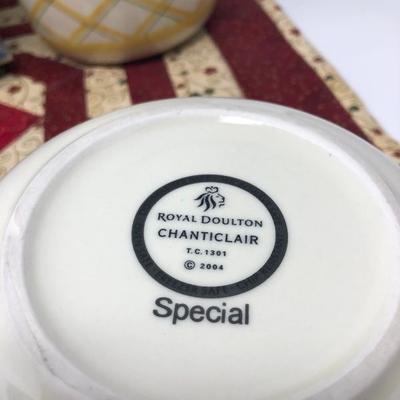 ROYAL DOULTON
CHANTICLAIR
T.C. 1301
© 2004
Special